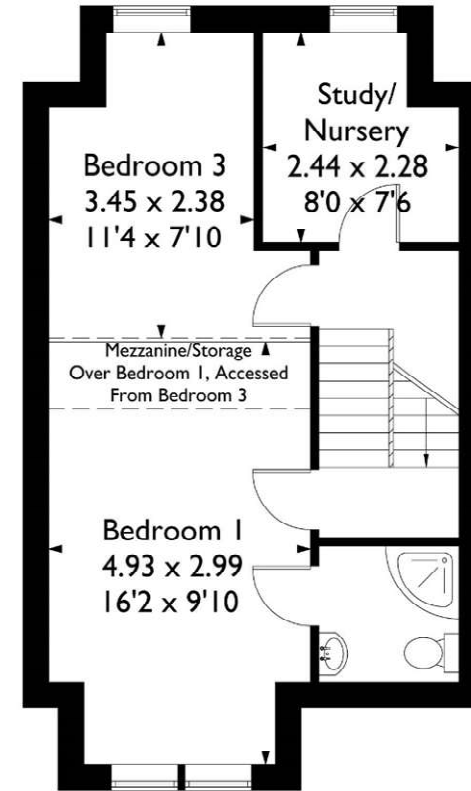 Study/
Nursery
2.44 x 2.28
8'0 x 7'6
Bedroom 3
3.45 x 2.38
11'4 x 7'10
Mezzanine/Storage
Over Bedroom 1, Accessed
From Bedroom 3
Bedroom 1
4.93 x 2.99
16'2 x 9'10